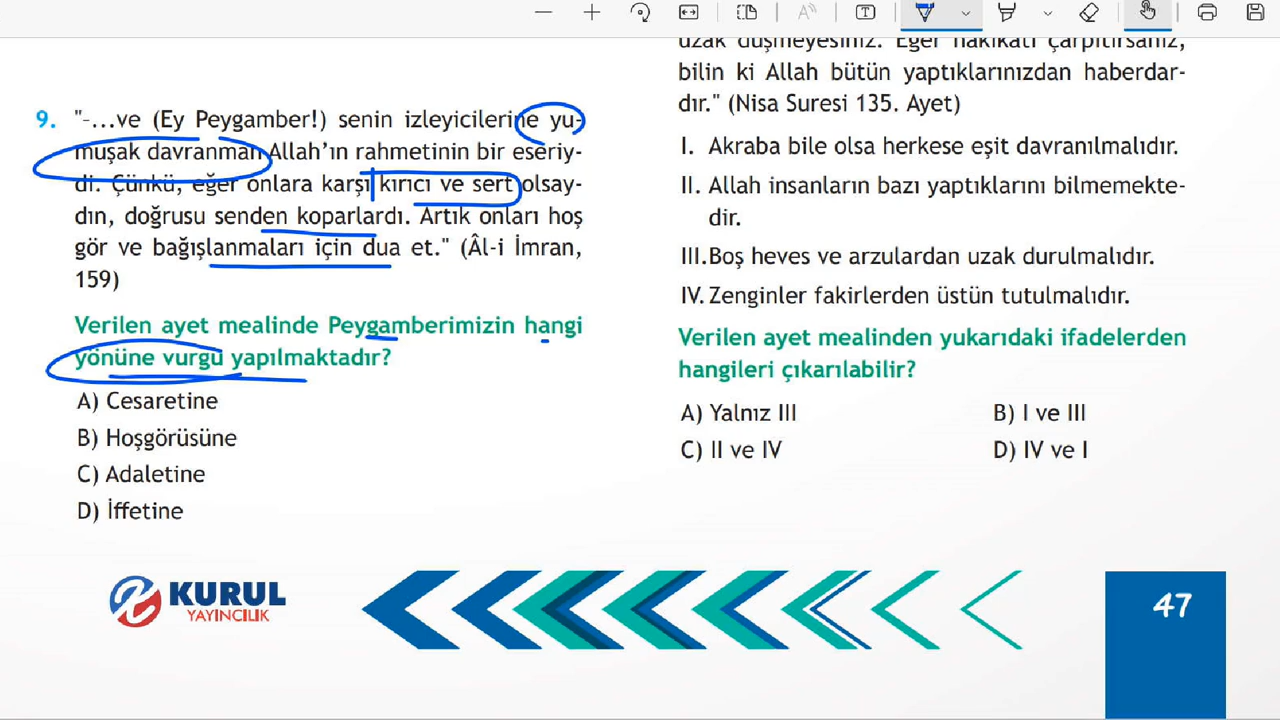 9. "-...ve (Ey Peygamber!) senin izleyicilerine yu-
muşak davranman Allah'ın rahmetinin bir eseriy-
di. Çünkü, eğer onlara karşı kırıcı ve sert olsay-
dın, doğrusu senden koparlardı. Artık onları hoş
gör ve bağışlanmaları için dua et." (Âl-i İmran,
159)
Verilen ayet mealinde Peygamberimizin hangi
yönüne vurgu yapılmaktadır?
A) Cesaretine
B) Hoşgörüsüne
C) Adaletine
D) İffetine
uzak düşmeyesiniz. Eğer hakikati çarpıtırsanız,
bilin ki Allah bütün yaptıklarınızdan haberdar-
dır." (Nisa Suresi 135. Ayet)
I. Akraba bile olsa herkese eşit davranılmalıdır.
II. Allah insanların bazı yaptıklarını bilmemekte-
dir.
III.Boş heves ve arzulardan uzak durulmalıdır.
IV. Zenginler fakirlerden üstün tutulmalıdır.
Verilen ayet mealinden yukarıdaki ifadelerden
hangileri çıkarılabilir?
A) Yalnız III
B) I ve III
C) II ve IV
D) IV ve I
KURUL
YAYINCILIK
47